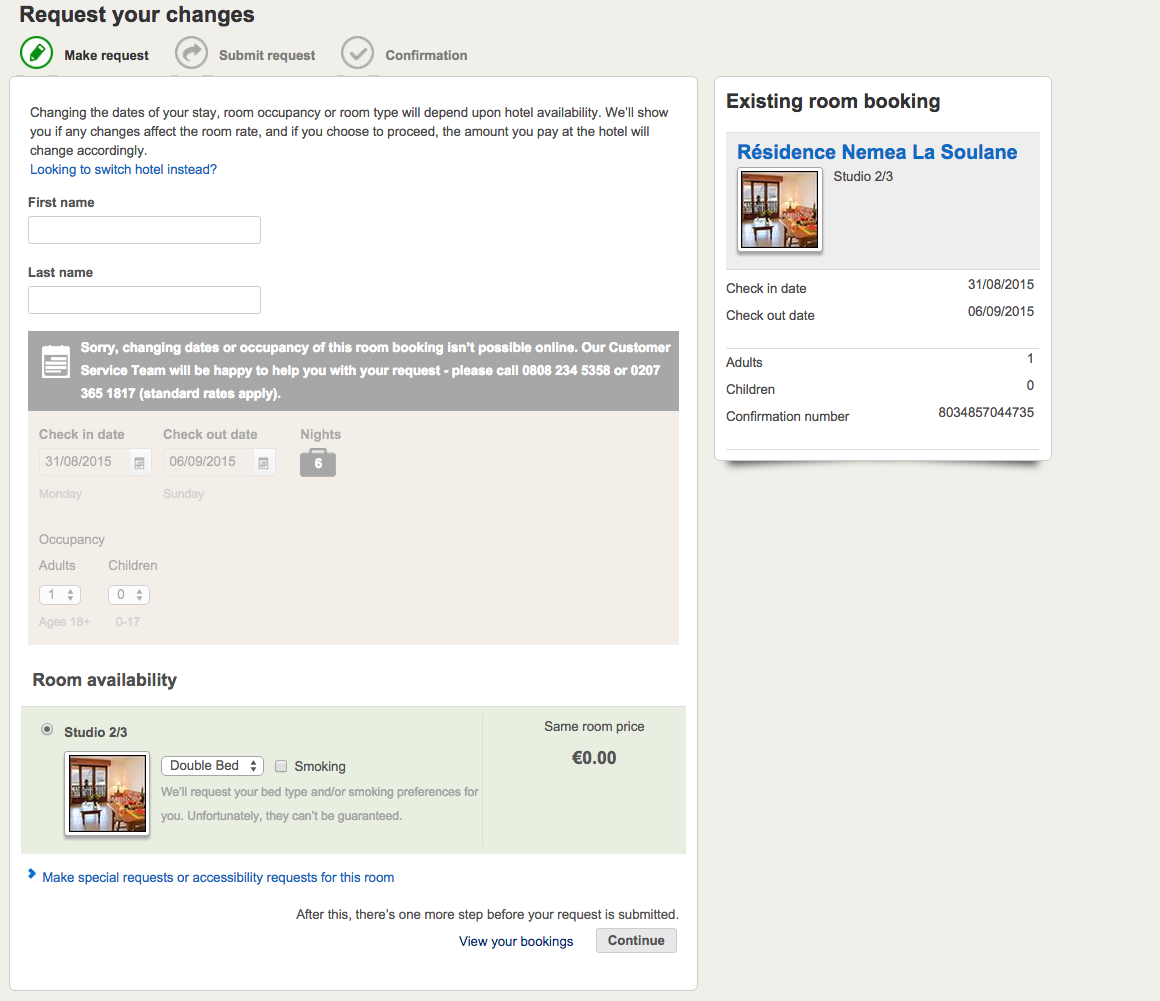 Request your changes
Make request
Submit request
Confirmation
Changing the dates of your stay, room occupancy or room type will depend upon hotel availability. We'll show
you if any changes affect the room rate, and if you choose to proceed, the amount you pay at the hotel will
change accordingly.
Looking to switch hotel instead?
First name
Last name
Sorry, changing dates or occupancy of this room booking isn't possible online. Our Customer
Service Team will be happy to help you with your request - please call 0808 234 5358 or 0207
365 1817 (standard rates apply).
Check in date Check out date Nights
31/08/2015 06/09/2015 6
Monday Sunday
Occupancy
Adults Children
1 0
Ages 18+ 0-17
Room availability
Studio 2/3
Double Bed Smoking
We'll request your bed type and/or smoking preferences for
you. Unfortunately, they can't be guaranteed.
Same room price
€0.00
Make special requests or accessibility requests for this room
After this, there's one more step before your request is submitted.
View your bookings Continue
Existing room booking
Résidence Nemea La Soulane
Studio 2/3
Check in date 31/08/2015
Check out date 06/09/2015
Adults 1
Children 0
Confirmation number 8034857044735